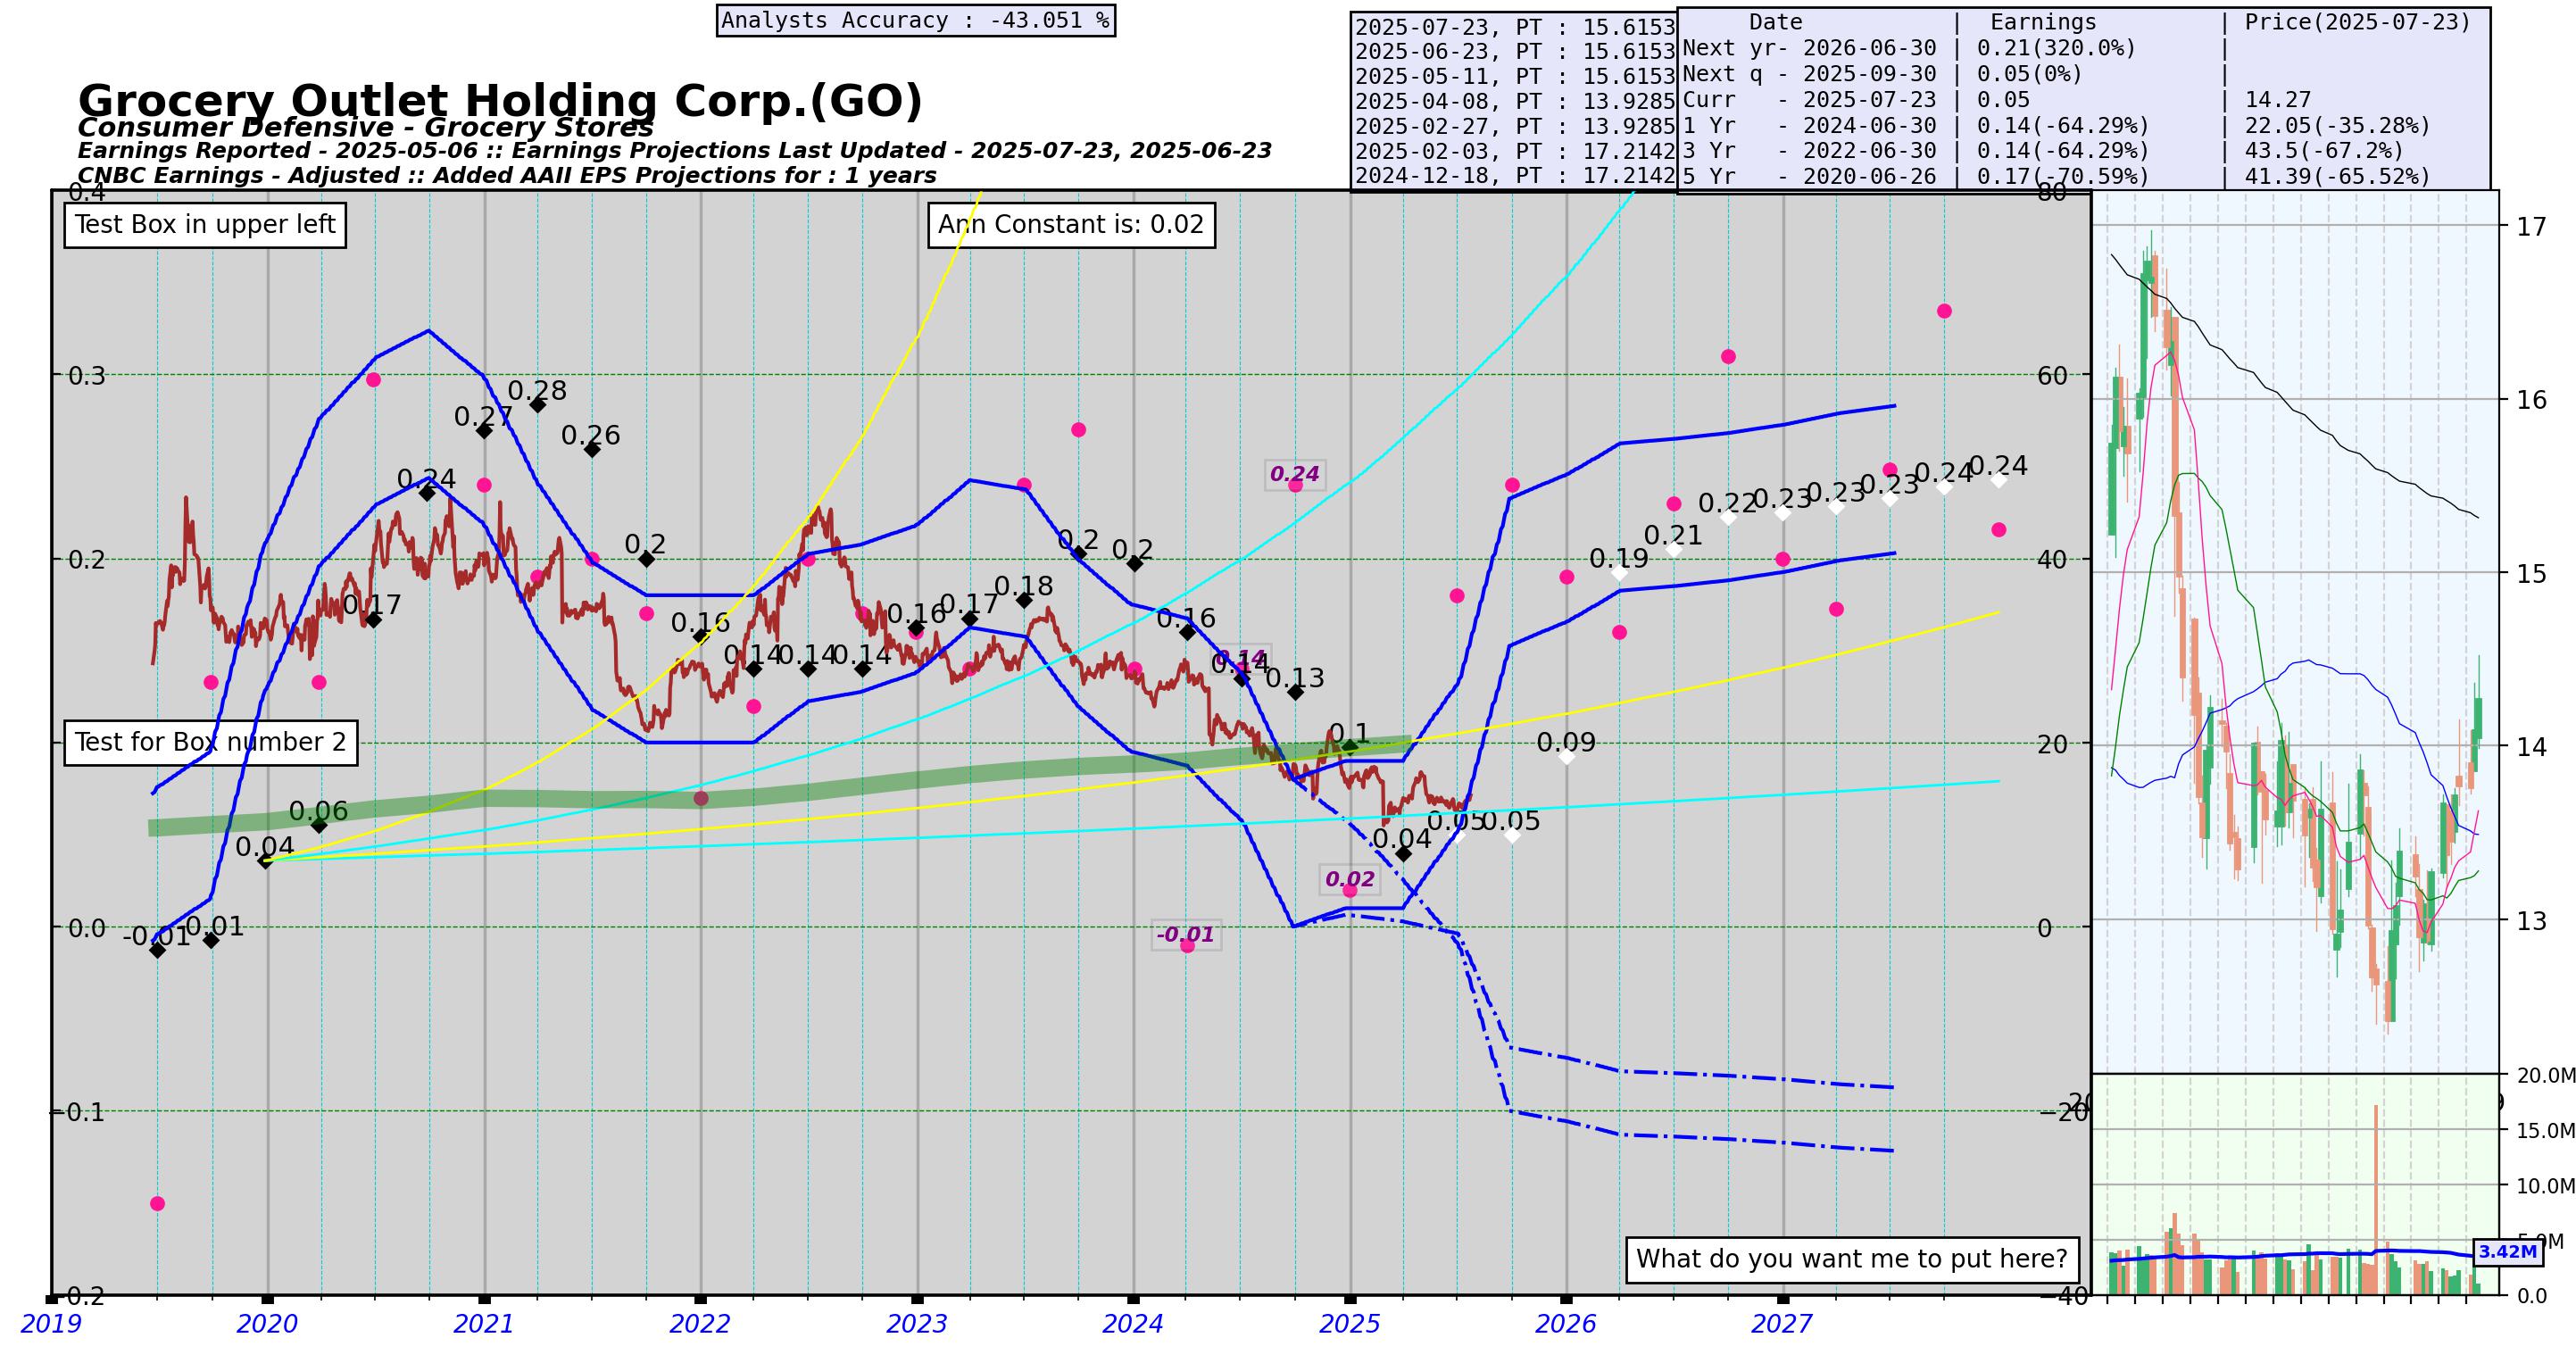 Analysts Accuracy : -43.051 %
2025-07-23, PT : 15.6153
2025-06-23, PT : 15.6153
2025-05-11, PT : 15.6153
2025-04-08, PT : 13.9285
2025-02-27, PT : 13.9285
2025-02-03, PT : 17.2142
2024-12-18, PT : 17.2142
Date | Earnings | Price(2025-07-23)
Next yr- 2026-06-30 | 0.21(320.0%) |
Next q - 2025-09-30 | 0.05(0%) |
Curr - 2025-07-23 | 0.05 | 14.27
1 Yr - 2024-06-30 | 0.14(-64.29%) | 22.05(-35.28%)
3 Yr - 2022-06-30 | 0.14(-64.29%) | 43.5(-67.2%)
5 Yr - 2020-06-26 | 0.17(-70.59%) | 41.39(-65.52%)
Grocery Outlet Holding Corp.(GO)
Consumer Defensive - Grocery Stores
Earnings Reported - 2025-05-06 :: Earnings Projections Last Updated - 2025-07-23, 2025-06-23
CNBC Earnings - Adjusted :: Added AAII EPS Projections for : 1 years
Test Box in upper left
Ann Constant is: 0.02
Test for Box number 2
What do you want me to put here?
0.4
0.3
0.2
0.0
−0.1
−0.2
80
60
40
20
0
−20
−40
-0.01
0.01
0.04
0.06
0.17
0.24
0.27
0.28
0.26
0.2
0.16
0.14
0.14
0.14
0.16
0.17
0.18
0.2
0.2
0.16
0.14
0.13
0.1
0.04
0.05
0.05
0.09
0.19
0.21
0.22
0.23
0.23
0.23
0.24
0.24
-0.01
0.14
0.24
0.02
17
16
15
14
13
20.0M
15.0M
10.0M
5.0M
0.0
3.42M
2019
2020
2021
2022
2023
2024
2025
2026
2027